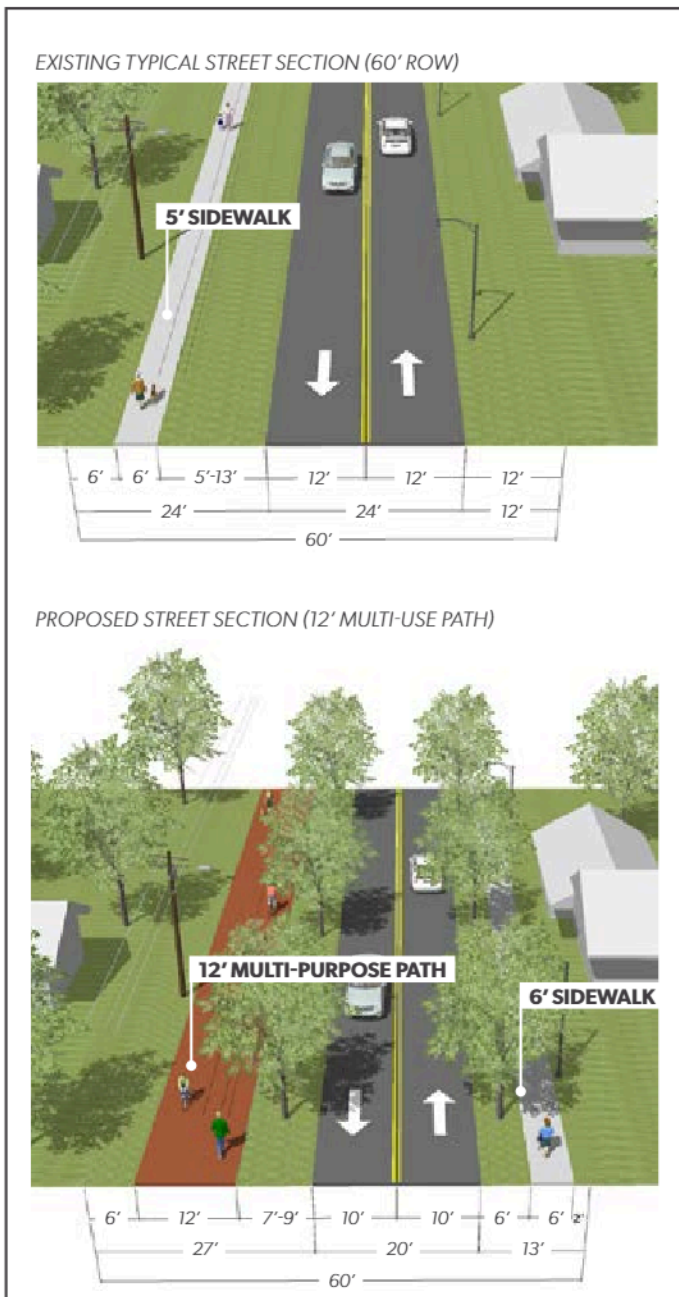 EXISTING TYPICAL STREET SECTION (60' ROW)
5' SIDEWALK
6' 6' 5'-13' 12' 12' 12'
24' 24' 12'
60'
PROPOSED STREET SECTION (12' MULTI-USE PATH)
12' MULTI-PURPOSE PATH
6' SIDEWALK
6' 12' 7'-9' 10' 10' 6' 6' 2'
27' 20' 13'
60'